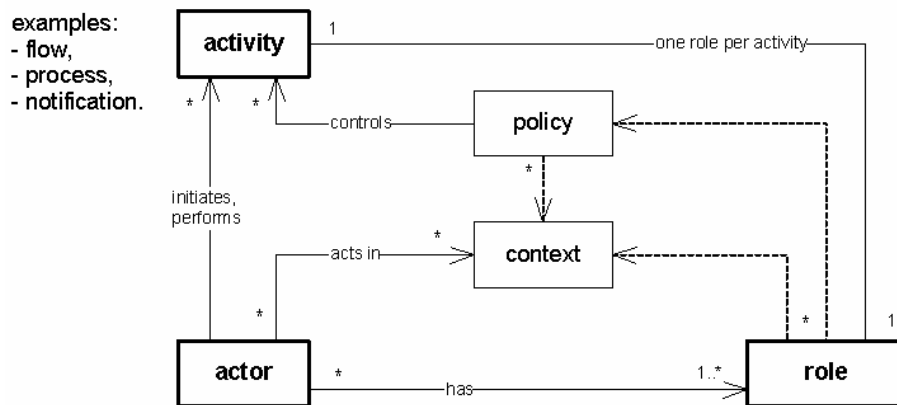 examples:
- flow,
- process,
- notification.
activity
1
one role per activity
*
*
controls
policy
*
initiates,
performs
acts in
*
context
*
*
1
actor
*
has
1..*
role